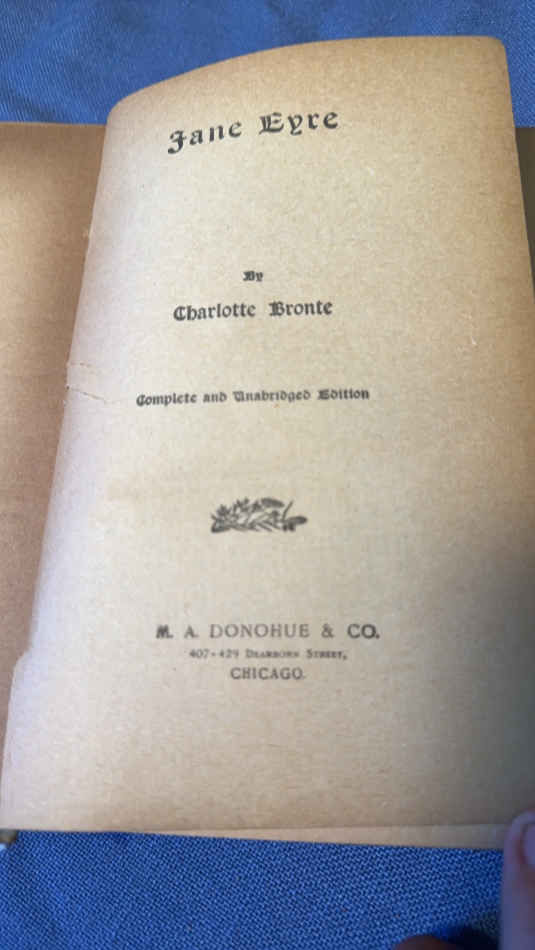 Jane Eyre
By
Charlotte Bronte
Complete and Unabridged Edition
M. A. DONOHUE & CO.
407-429 DEARBORN STREET,
CHICAGO.